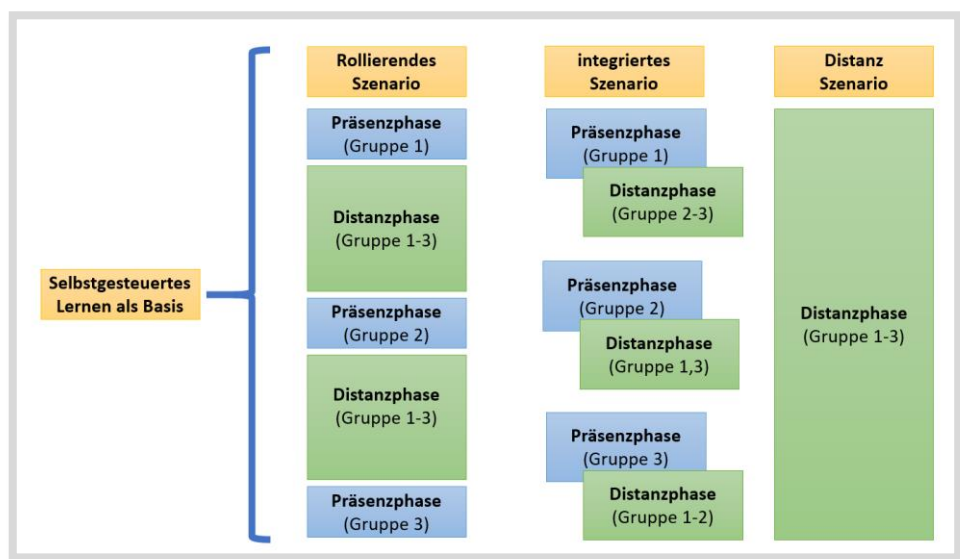 Selbstgesteuertes
Lernen als Basis
Rollierendes
Szenario
Präsenzphase
(Gruppe 1)
Distanzphase
(Gruppe 1-3)
Präsenzphase
(Gruppe 2)
Distanzphase
(Gruppe 1-3)
Präsenzphase
(Gruppe 3)
integriertes
Szenario
Präsenzphase
(Gruppe 1)
Distanzphase
(Gruppe 2-3)
Präsenzphase
(Gruppe 2)
Distanzphase
(Gruppe 1,3)
Präsenzphase
(Gruppe 3)
Distanzphase
(Gruppe 1-2)
Distanz
Szenario
Distanzphase
(Gruppe 1-3)